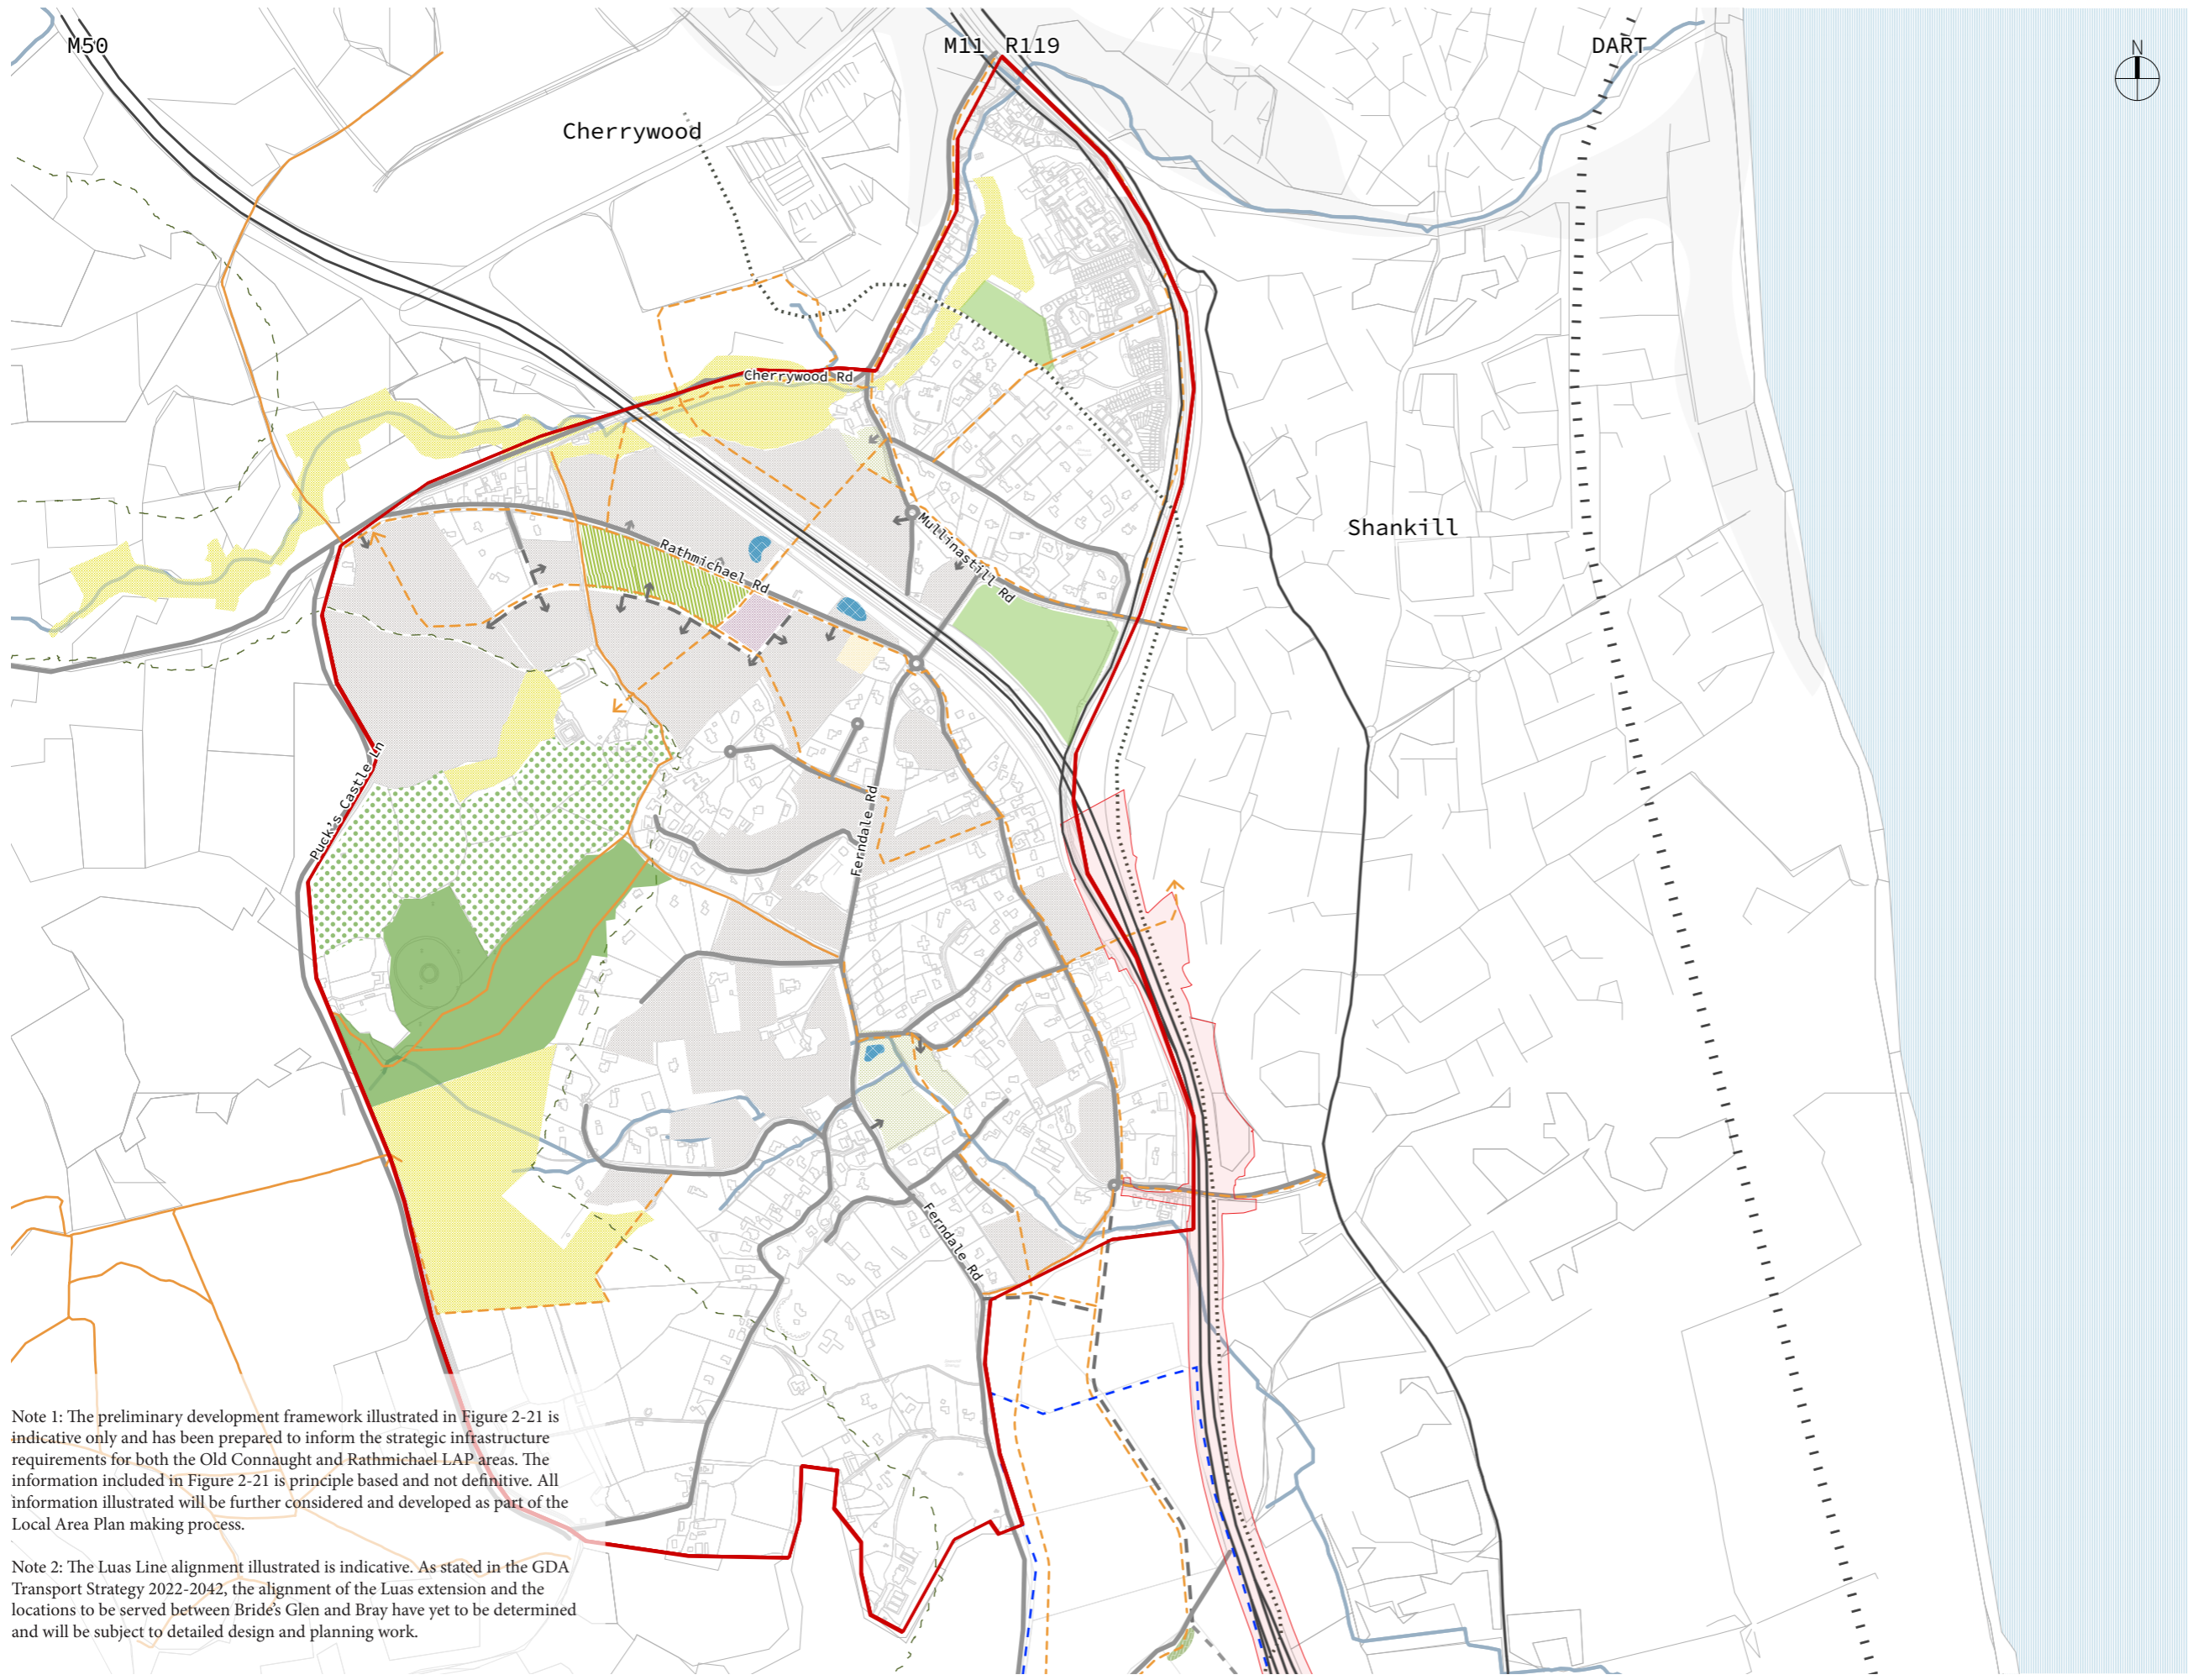 M50
M11
R119
DART
N
Cherrywood
Cherrywood Rd
Shankill
Mullinastill Rd
Rathmichael Rd
Puck's Castle Ln
Ferndale Rd
Ferndale Rd
Note 1: The preliminary development framework illustrated in Figure 2-21 is
indicative only and has been prepared to inform the strategic infrastructure
requirements for both the Old Connaught and Rathmichael LAP areas. The
information included in Figure 2-21 is principle based and not definitive. All
information illustrated will be further considered and developed as part of the
Local Area Plan making process.
Note 2: The Luas Line alignment illustrated is indicative. As stated in the GDA
Transport Strategy 2022-2042, the alignment of the Luas extension and the
locations to be served between Bride's Glen and Bray have yet to be determined
and will be subject to detailed design and planning work.